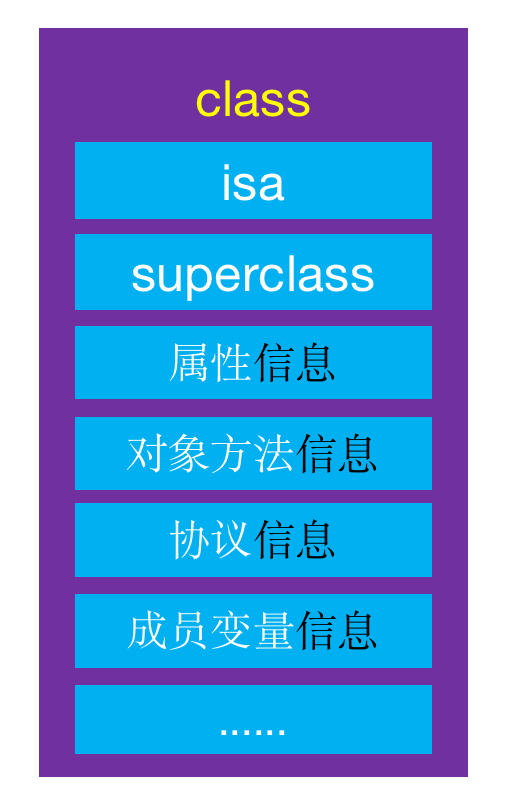 class
isa
superclass
属性信息
对象方法信息
协议信息
成员变量信息
......